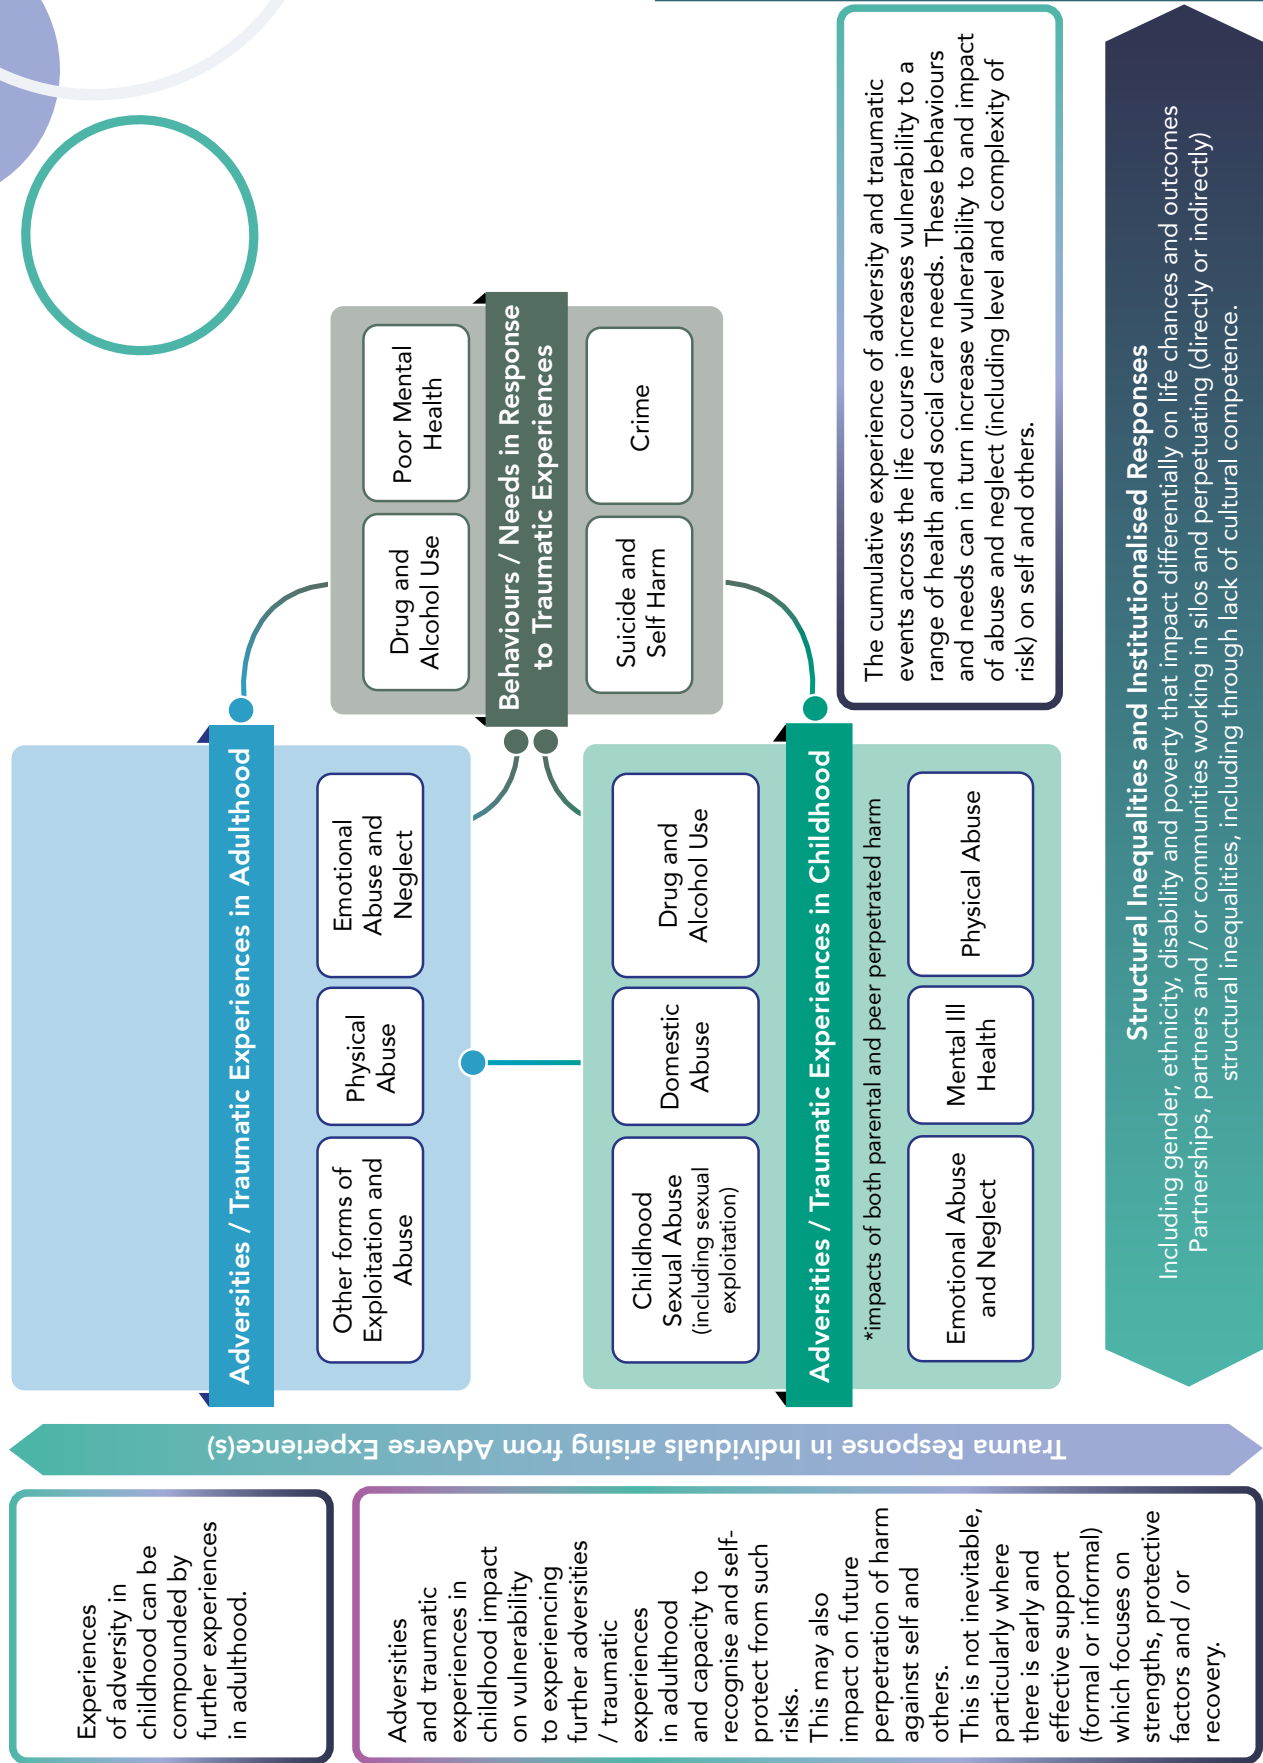 Experiences
of adversity in
childhood can be
compounded by
further experiences
in adulthood.
Adversities
and traumatic
experiences in
childhood impact
on vulnerability
to experiencing
further adversities
/ traumatic
experiences
in adulthood
and capacity to
recognise and self-
protect from such
risks.
This may also
impact on future
perpetration of harm
against self and
others.
This is not inevitable,
particularly where
there is early and
effective support
(formal or informal)
which focuses on
strengths, protective
factors and / or
recovery.
Trauma Response in Individuals arising from Adverse Experience(s)
Adversities / Traumatic Experiences in Adulthood
Other forms of
Exploitation and
Abuse
Physical
Abuse
Emotional
Abuse and
Neglect
Childhood
Sexual Abuse
(including sexual
exploitation)
Domestic
Abuse
Drug and
Alcohol Use
Adversities / Traumatic Experiences in Childhood
*impacts of both parental and peer perpetrated harm
Emotional Abuse
and Neglect
Mental Ill
Health
Physical Abuse
Drug and
Alcohol Use
Poor Mental
Health
Behaviours / Needs in Response
to Traumatic Experiences
Suicide and
Self Harm
Crime
The cumulative experience of adversity and traumatic
events across the life course increases vulnerability to a
range of health and social care needs. These behaviours
and needs can in turn increase vulnerability to and impact
of abuse and neglect (including level and complexity of
risk) on self and others.
Structural Inequalities and Institutionalised Responses
Including gender, ethnicity, disability and poverty that impact differentially on life chances and outcomes
Partnerships, partners and / or communities working in silos and perpetuating (directly or indirectly)
structural inequalities, including through lack of cultural competence.